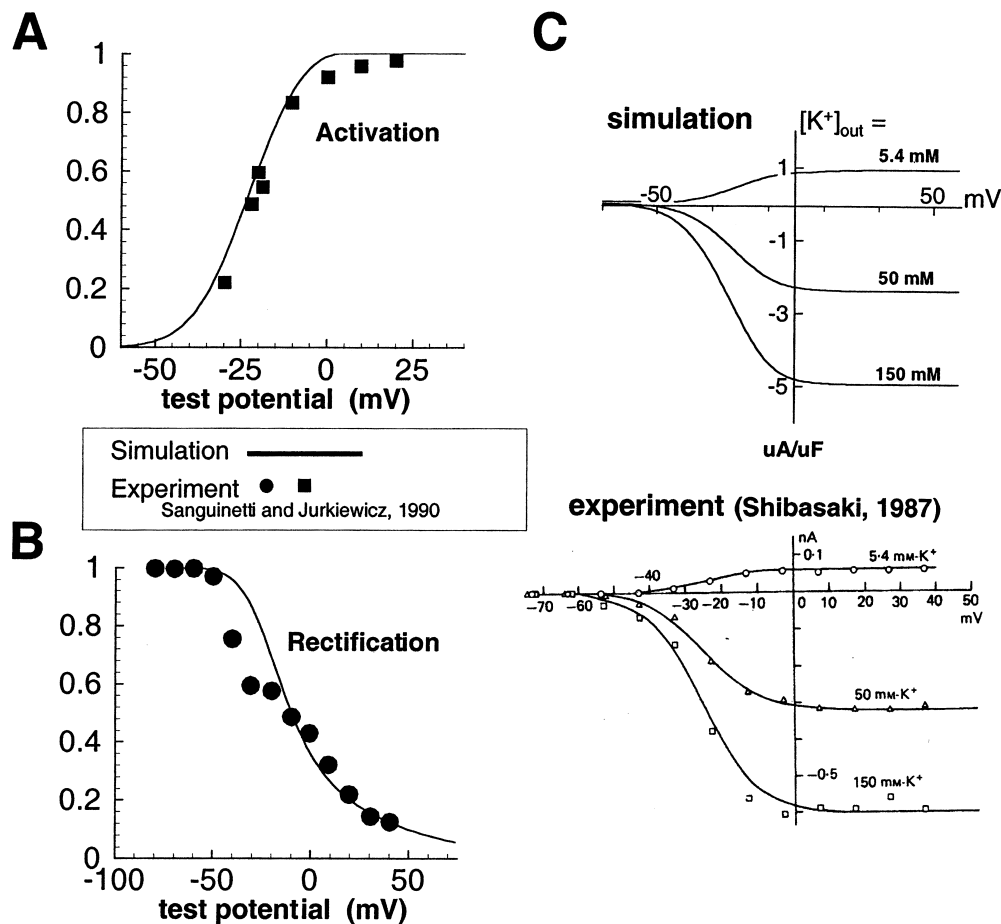 A
1
0.8
0.6
0.4
0.2
0
Activation
-50 -25 0 25
test potential (mV)
Simulation
Experiment
Sanguinetti and Jurkiewicz, 1990
B
1
0.8
0.6
0.4
0.2
0
Rectification
-100 -50 0 50
test potential (mV)
C
simulation
[K+]out =
5.4 mM
1
-50
50 mV
-1
50 mM
-3
150 mM
-5
uA/uF
experiment (Shibasaki, 1987)
nA
0.1
5·4 mM-K+
-40
-70 -60 -30 -20 -10 0 10 20 30 40 50
mV
50 mM-K+
-0·5
150 mM-K+